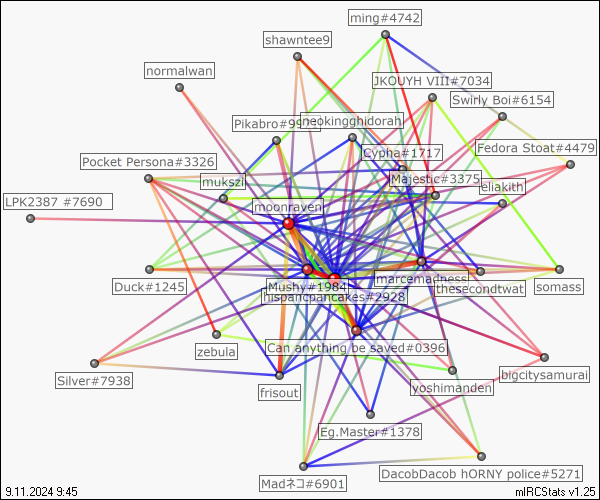 ming#4742
shawntee9
normalwan
JKOUYH VIII#7034
Swirly Boi#6154
Pikabro#99
neokingghidorah
Fedora Stoat#4479
Cypha#1717
Pocket Persona#3326
Majestic#3375
mukszi
eliakith
LPK2387 #7690
moonraven
Duck#1245
Mushy#1984
marcemachessa
thesecondtwat
somass
hispanicpancakes#2928
zebula
Can anything be saved#0396
Silver#7938
bigcitysamurai
frisout
yoshimanden
Eg.Master#1378
DacobDacob hORNY police#5271
Madネコ#6901
9.11.2024 9:45
mIRCStats v1.25